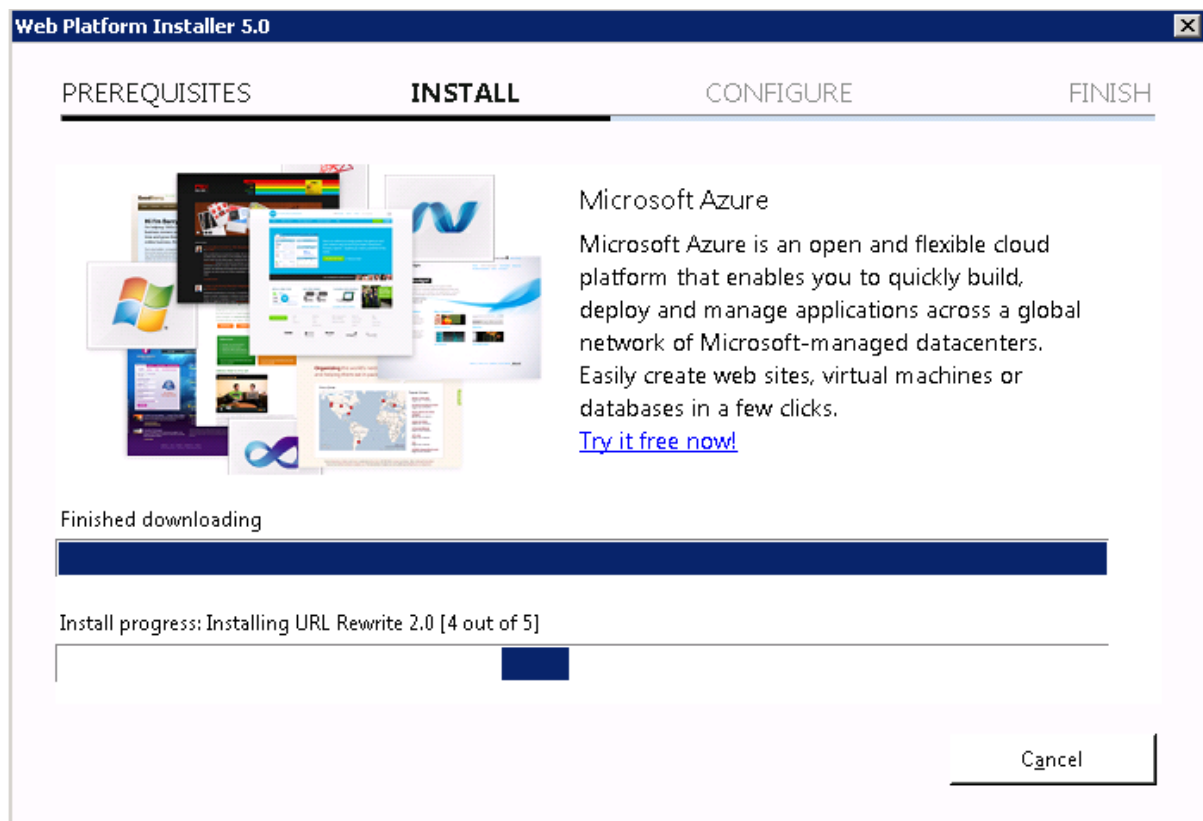 Web Platform Installer 5.0
PREREQUISITES INSTALL CONFIGURE FINISH
Microsoft Azure
Microsoft Azure is an open and flexible cloud
platform that enables you to quickly build,
deploy and manage applications across a global
network of Microsoft-managed datacenters.
Easily create web sites, virtual machines or
databases in a few clicks.
Try it free now!
Finished downloading
Install progress: Installing URL Rewrite 2.0 [4 out of 5]
Cancel